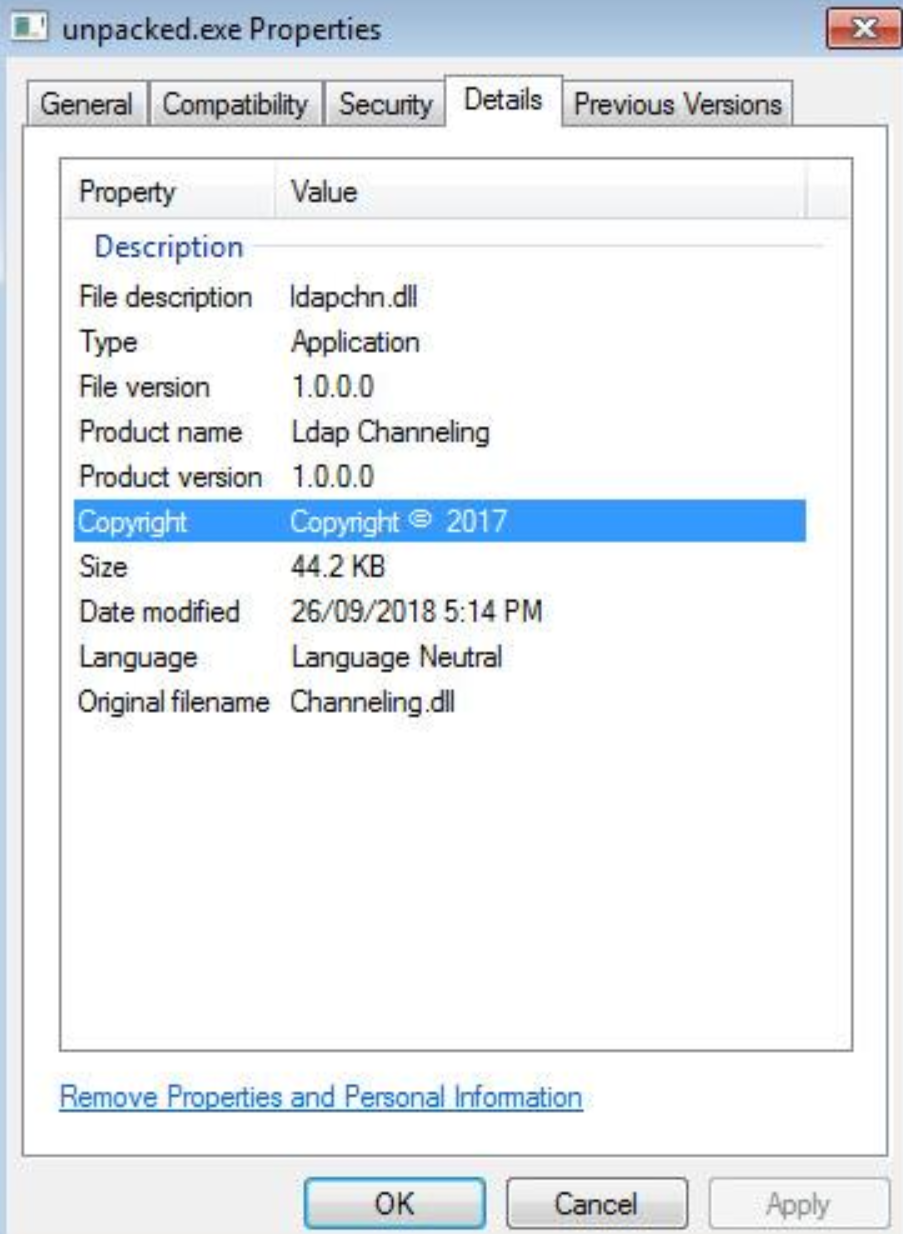 unpacked.exe Properties
General Compatibility Security Details Previous Versions
Property Value
Description
File description ldapchn.dll
Type Application
File version 1.0.0.0
Product name Ldap Channeling
Product version 1.0.0.0
Copyright Copyright © 2017
Size 44.2 KB
Date modified 26/09/2018 5:14 PM
Language Language Neutral
Original filename Channeling.dll
Remove Properties and Personal Information
OK Cancel Apply